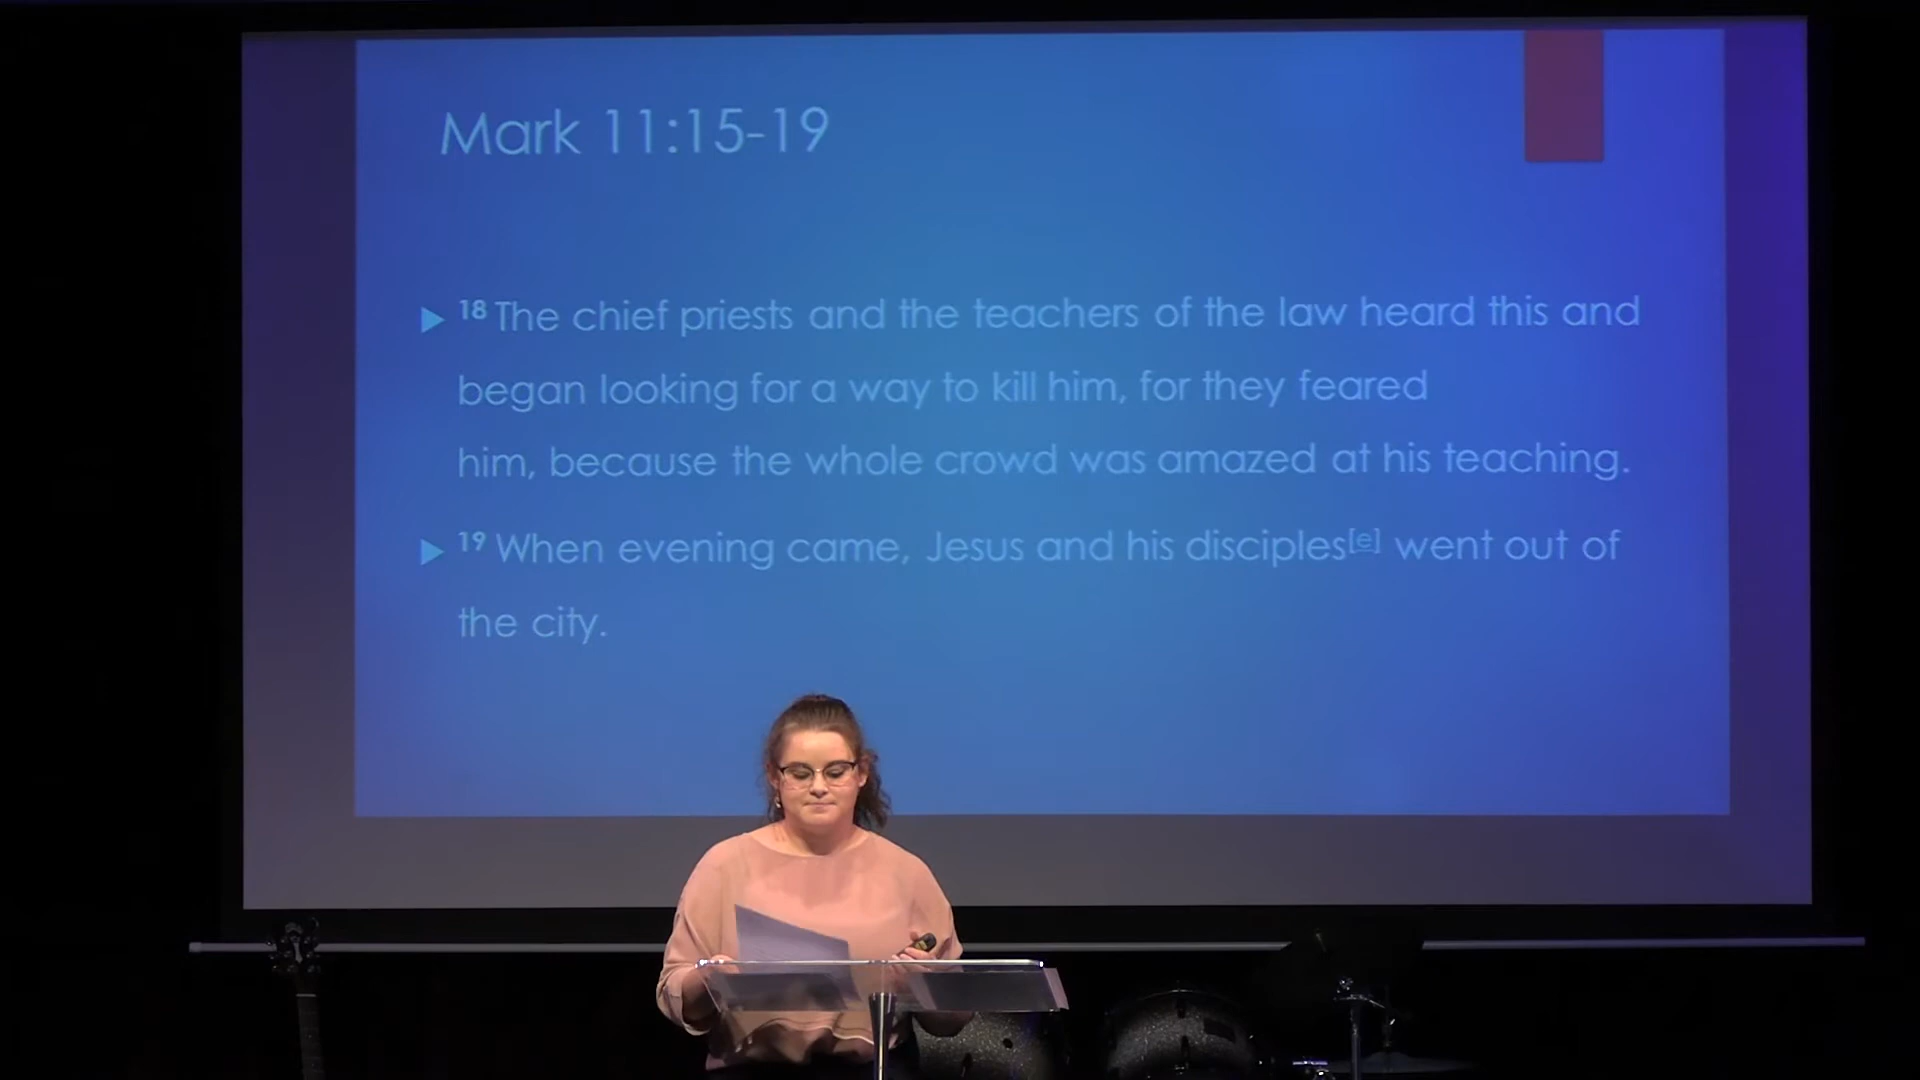 Mark 11:15-19
18 The chief priests and the teachers of the law heard this and
began looking for a way to kill him, for they feared
him, because the whole crowd was amazed at his teaching.
19 When evening came, Jesus and his disciples[e] went out of
the city.